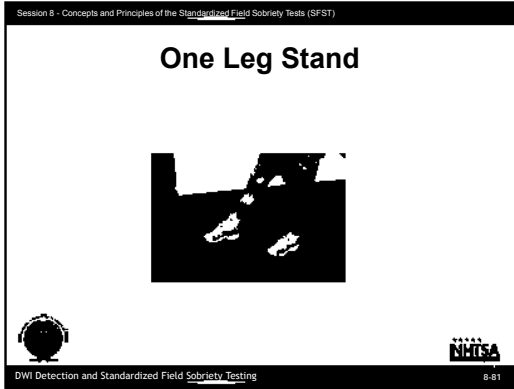 Session 8 - Concepts and Principles of the Standardized Field Sobriety Tests (SFST)
One Leg Stand
NHTSA
DWI Detection and Standardized Field Sobriety Testing
8-81